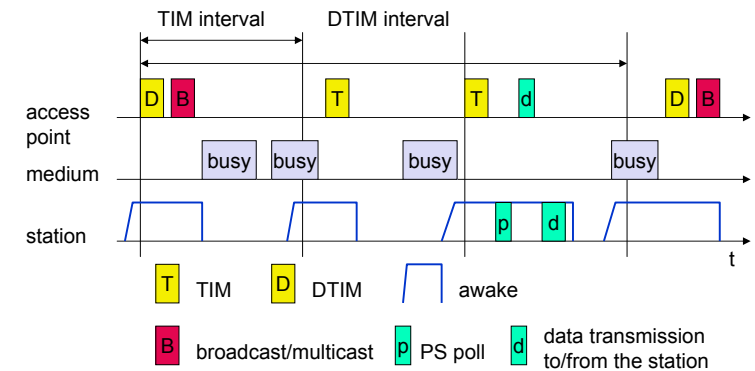 TIM interval DTIM interval
D B T T d D B
access
point
busy busy busy busy
medium
p d
station
t
T TIM D DTIM awake
B broadcast/multicast p PS poll d data transmission
to/from the station